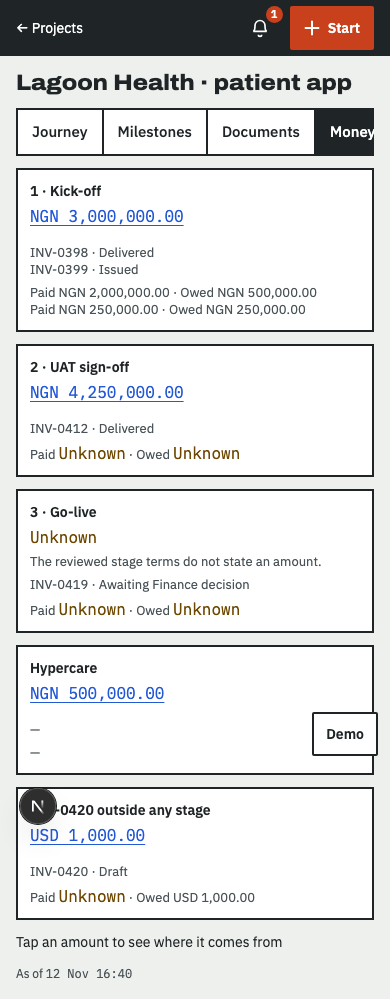 ← Projects
1
Start
Lagoon Health · patient app
Journey
Milestones
Documents
Money
1 · Kick-off
NGN 3,000,000.00
INV-0398 · Delivered
INV-0399 · Issued
Paid NGN 2,000,000.00 · Owed NGN 500,000.00
Paid NGN 250,000.00 · Owed NGN 250,000.00
2 · UAT sign-off
NGN 4,250,000.00
INV-0412 · Delivered
Paid Unknown · Owed Unknown
3 · Go-live
Unknown
The reviewed stage terms do not state an amount.
INV-0419 · Awaiting Finance decision
Paid Unknown · Owed Unknown
Hypercare
NGN 500,000.00
—
Demo
—
N
-0420 outside any stage
USD 1,000.00
INV-0420 · Draft
Paid Unknown · Owed USD 1,000.00
Tap an amount to see where it comes from
As of 12 Nov 16:40